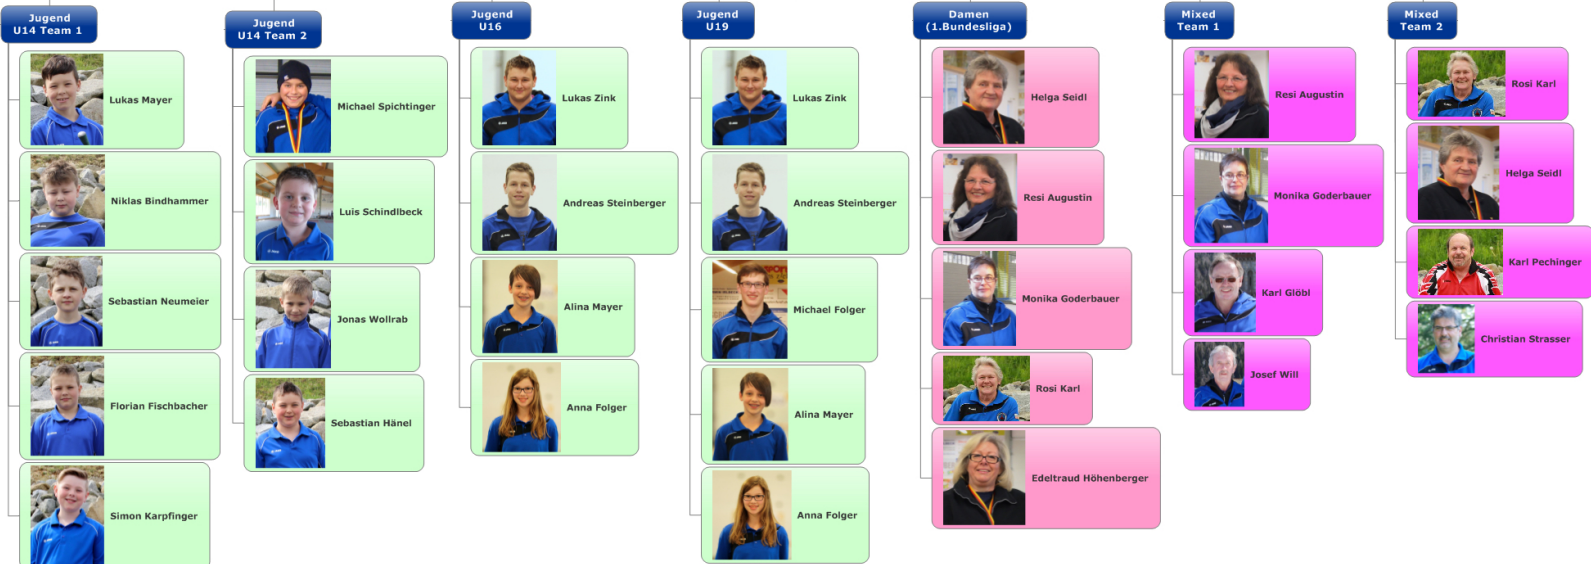 Jugend
U14 Team 1
Lukas Mayer
Niklas Bindhammer
Sebastian Neumeier
Florian Fischbacher
Simon Karpfinger
Jugend
U14 Team 2
Michael Spichtinger
Luis Schindlbeck
Jonas Wollrab
Sebastian Hänel
Jugend
U16
Lukas Zink
Andreas Steinberger
Alina Mayer
Anna Folger
Jugend
U19
Lukas Zink
Andreas Steinberger
Michael Folger
Alina Mayer
Anna Folger
Damen
(1.Bundesliga)
Helga Seidl
Resi Augustin
Monika Goderbauer
Rosi Karl
Edeltraud Höhenberger
Mixed
Team 1
Resi Augustin
Monika Goderbauer
Karl Glöbl
Josef Will
Mixed
Team 2
Rosi Karl
Helga Seidl
Karl Pechinger
Christian Strasser